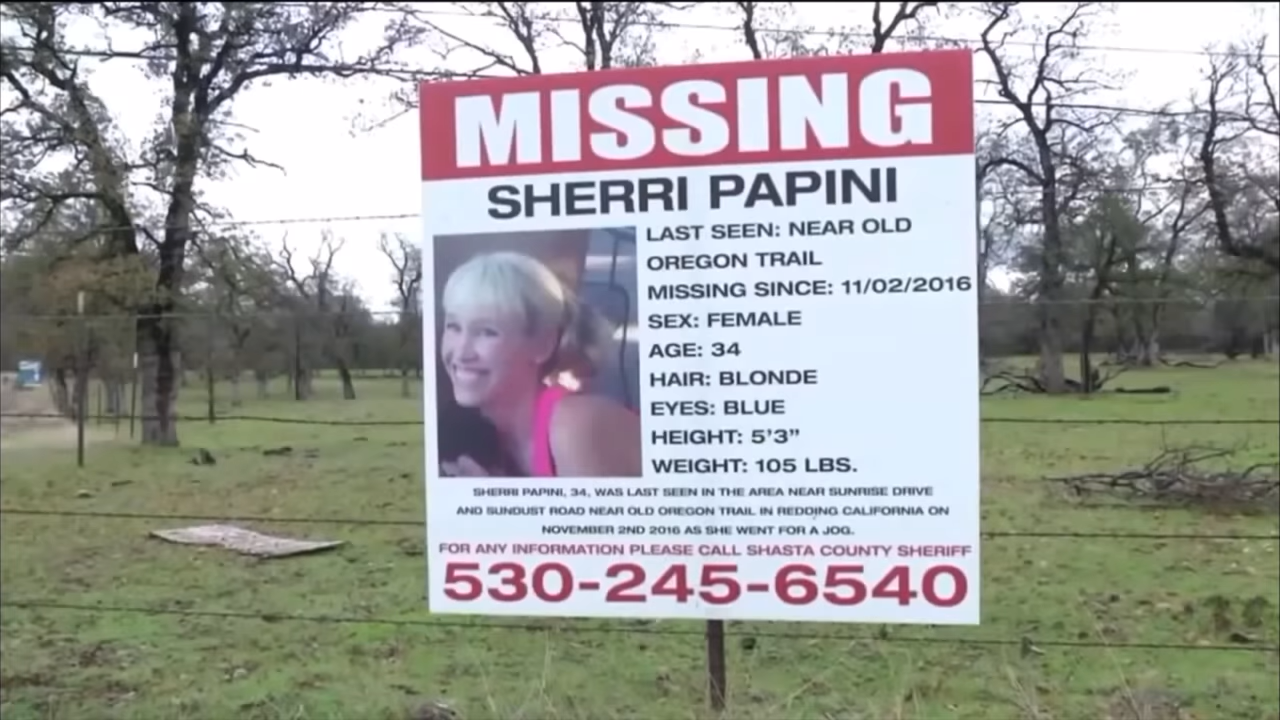 MISSING
SHERRI PAPINI
LAST SEEN: NEAR OLD
OREGON TRAIL
MISSING SINCE: 11/02/2016
SEX: FEMALE
AGE: 34
HAIR: BLONDE
EYES: BLUE
HEIGHT: 5'3”
WEIGHT: 105 LBS.
SHERRI PAPINI, 34, WAS LAST SEEN IN THE AREA NEAR SUNRISE DRIVE
AND SUNDUST ROAD NEAR OLD OREGON TRAIL IN REDDING CALIFORNIA ON
NOVEMBER 2ND 2016 AS SHE WENT FOR A JOG.
FOR ANY INFORMATION PLEASE CALL SHASTA COUNTY SHERIFF
530-245-6540